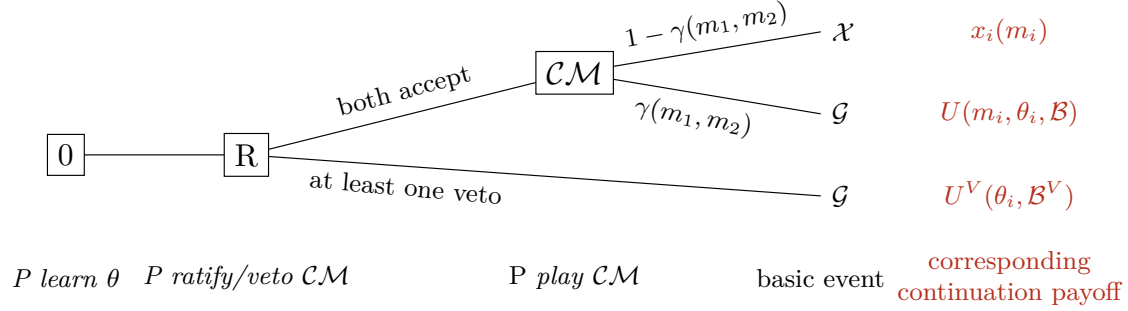 1 − γ(m₁, m₂)
𝒳
xᵢ(mᵢ)
𝒞ℳ
both accept
γ(m₁, m₂)
𝒢
U(mᵢ, θᵢ, ℬ)
0
R
at least one veto
𝒢
Uⱽ(θᵢ, ℬⱽ)
P learn θ
P ratify/veto 𝒞ℳ
P play 𝒞ℳ
basic event
corresponding
continuation payoff